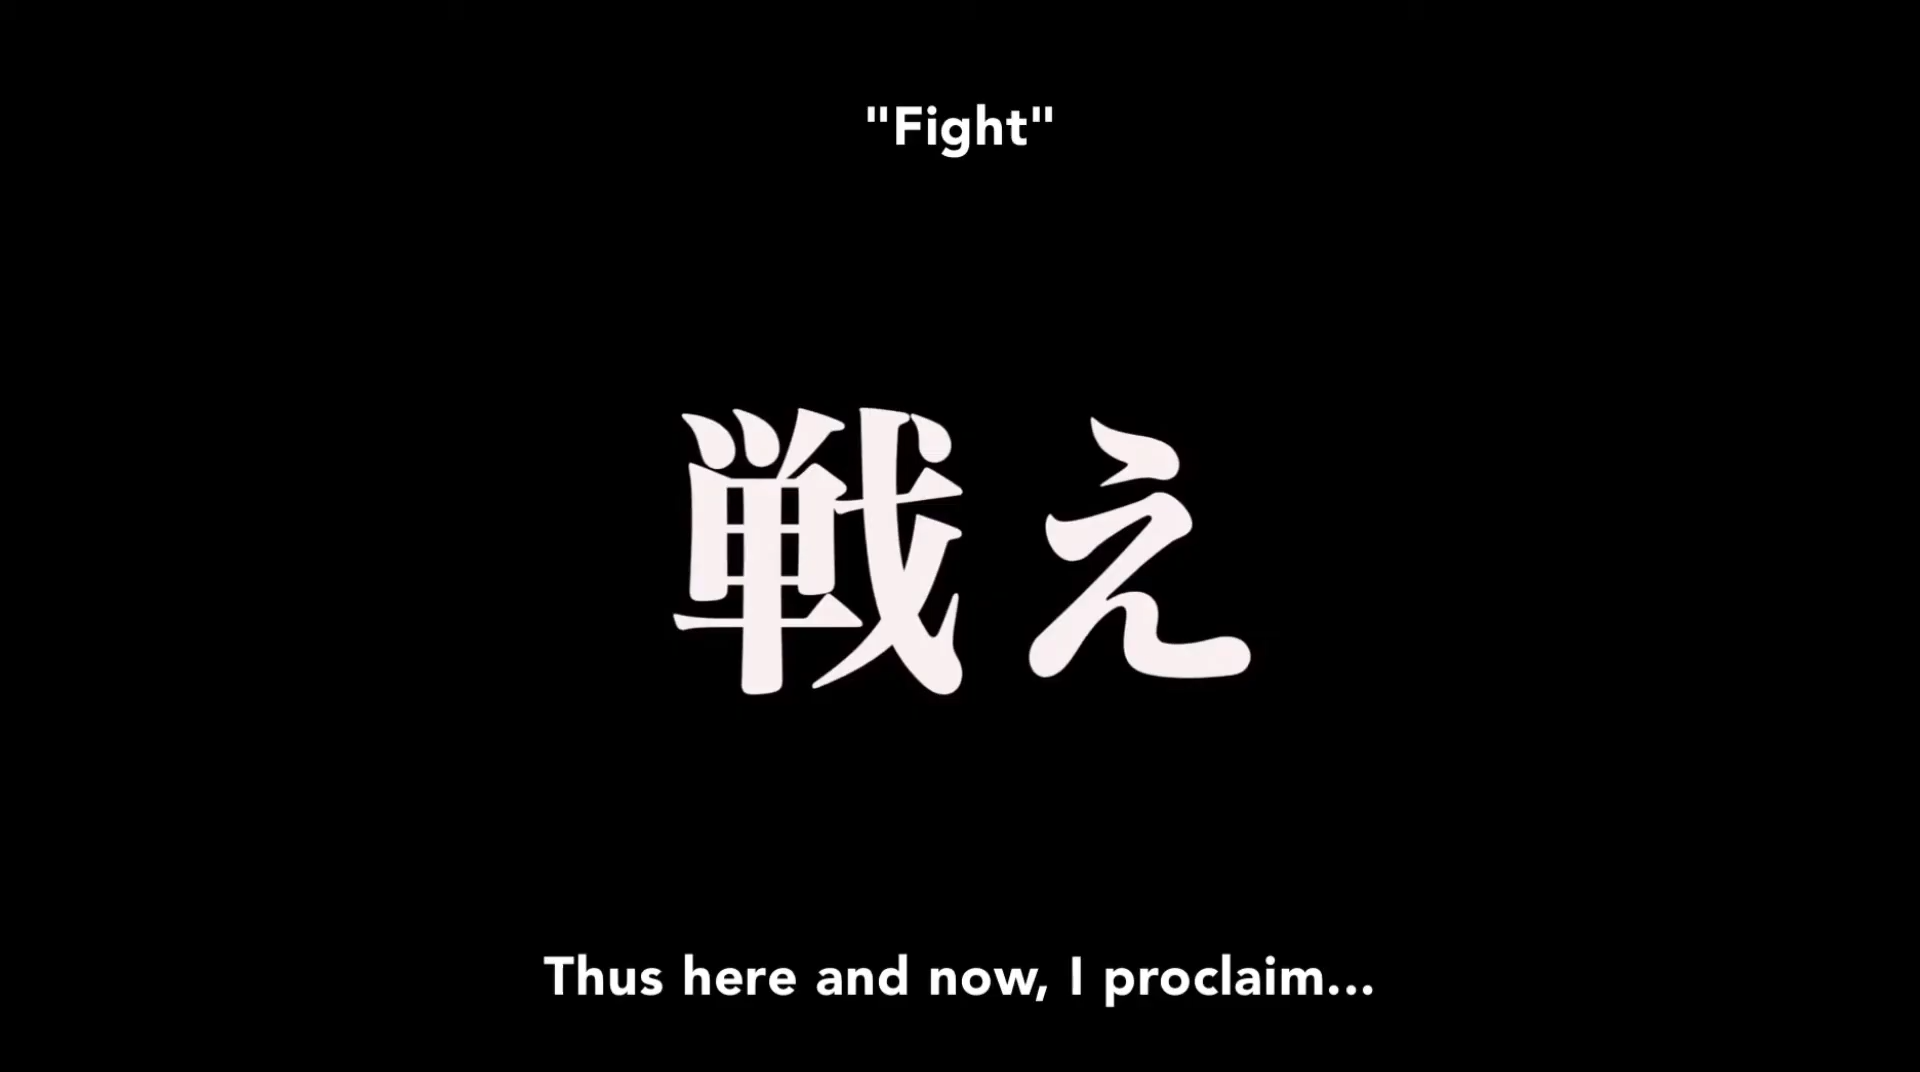 "Fight"
戦え
Thus here and now, I proclaim...